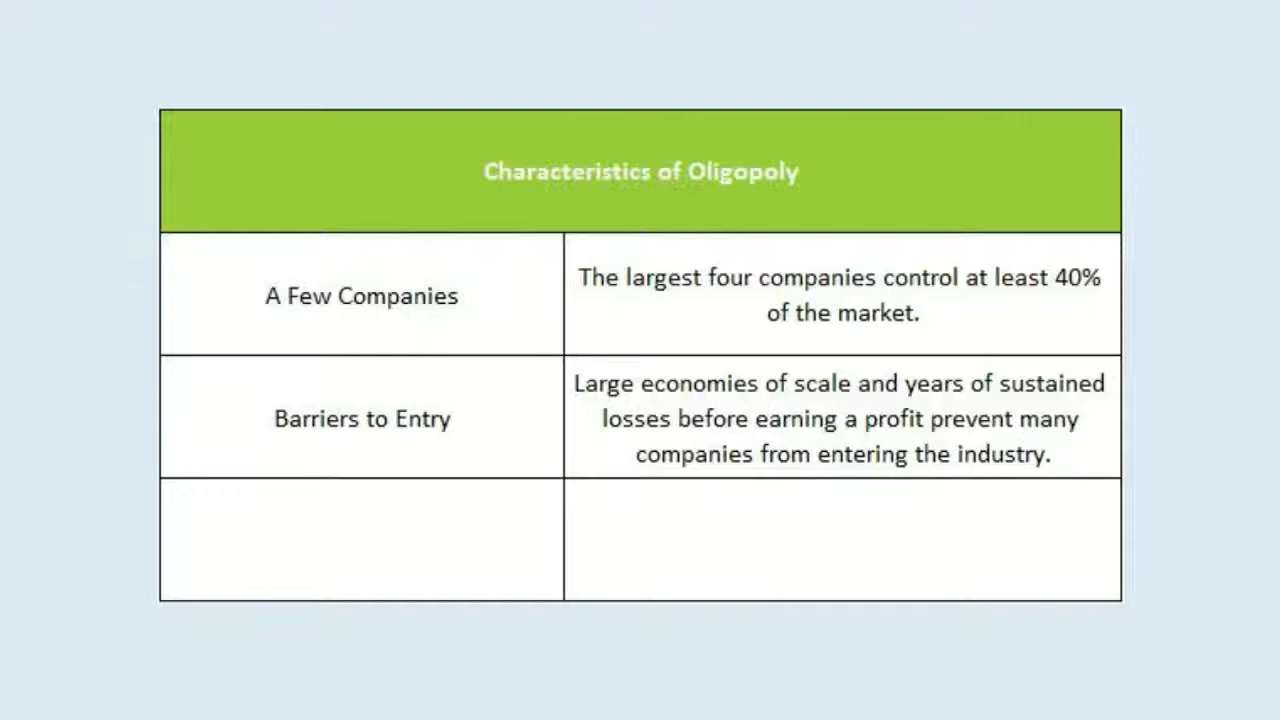 Characteristics of Oligopoly
A Few Companies
The largest four companies control at least 40%
of the market.
Barriers to Entry
Large economies of scale and years of sustained
losses before earning a profit prevent many
companies from entering the industry.